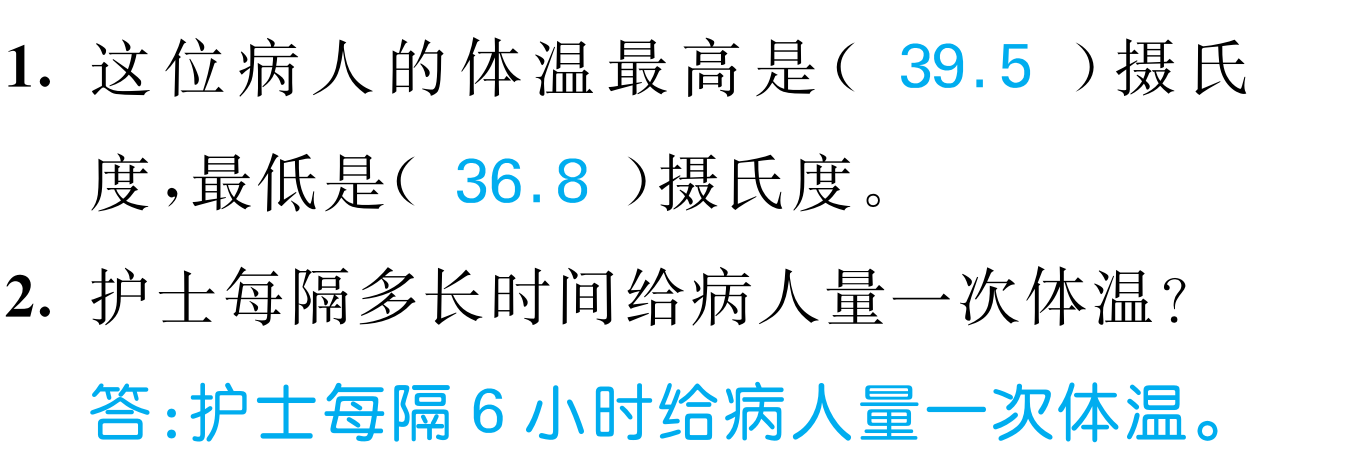 1. 这位病人的体温最高是( 39.5 )摄氏
度,最低是( 36.8 )摄氏度。
2. 护士每隔多长时间给病人量一次体温?
答:护士每隔 6 小时给病人量一次体温。